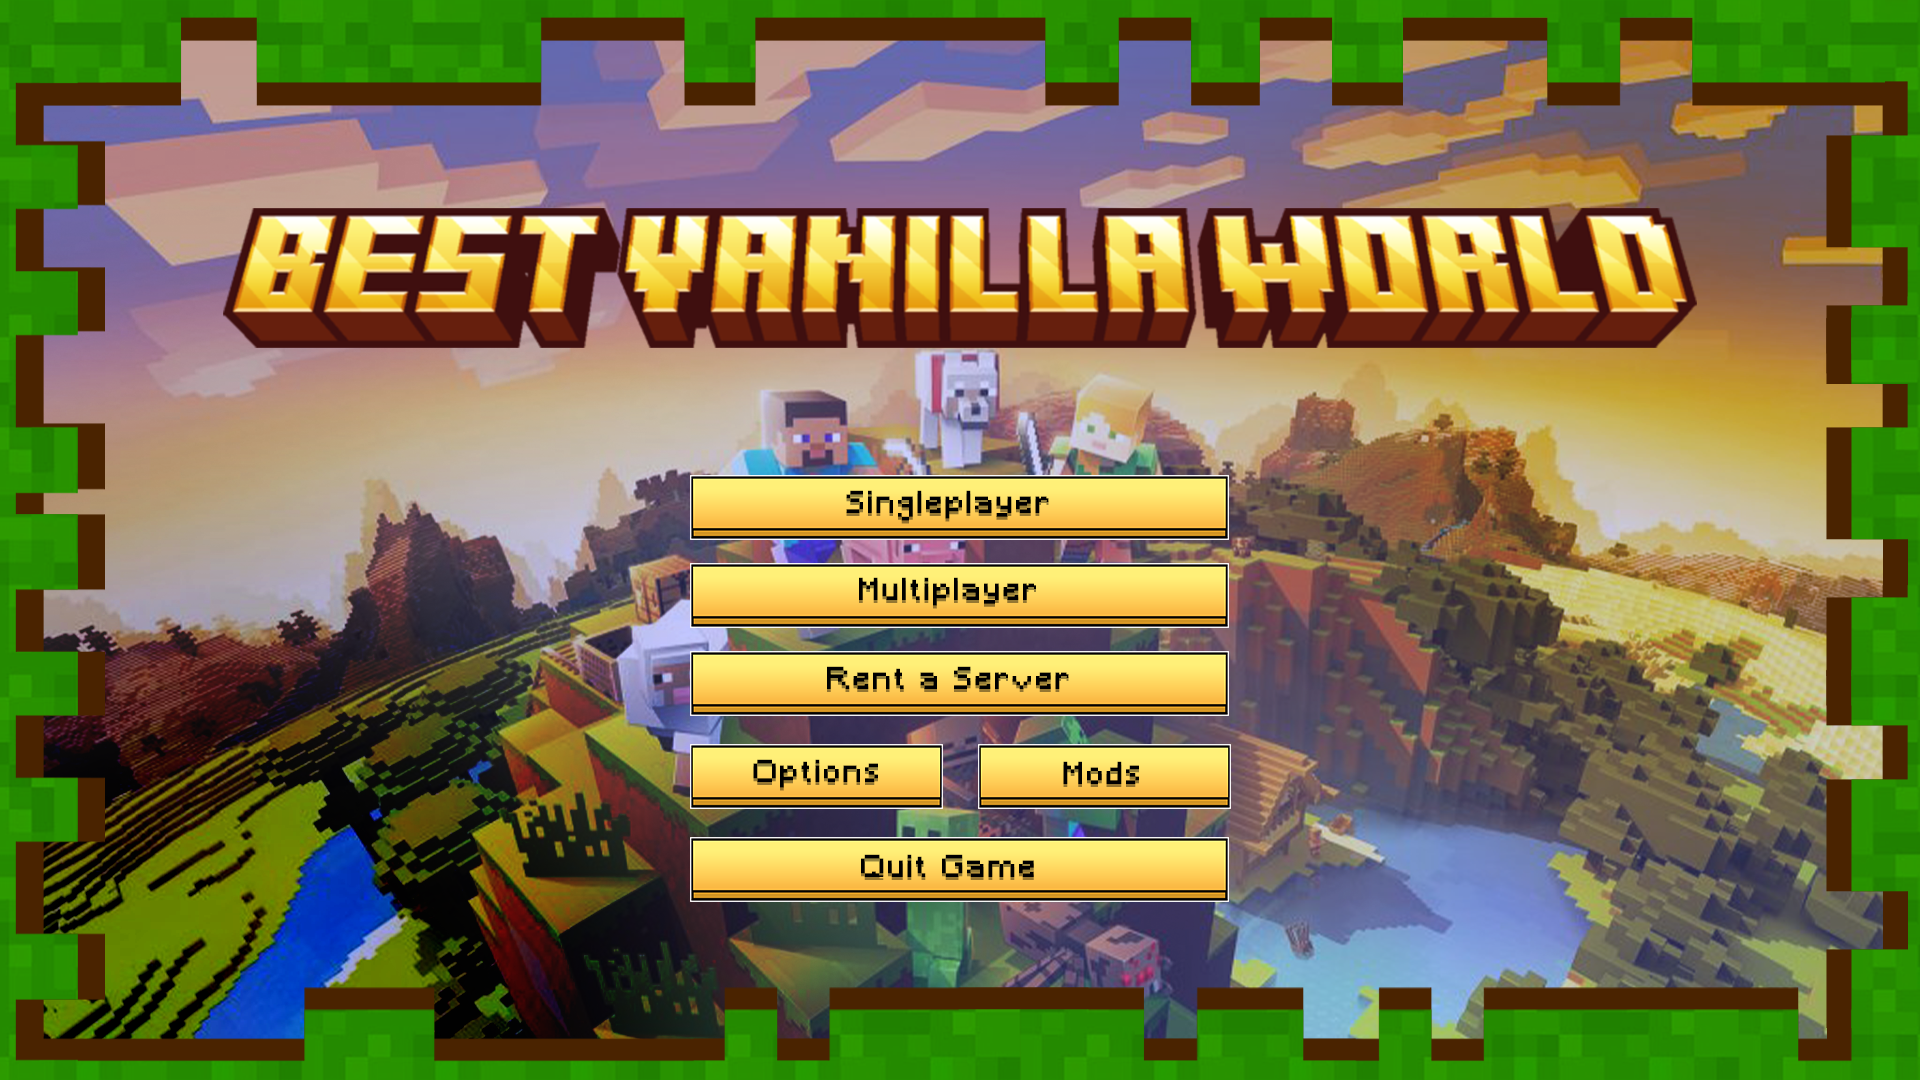 BEST VANILLA WORLD
Singleplayer
Multiplayer
Rent a Server
Options
Mods
Quit Game